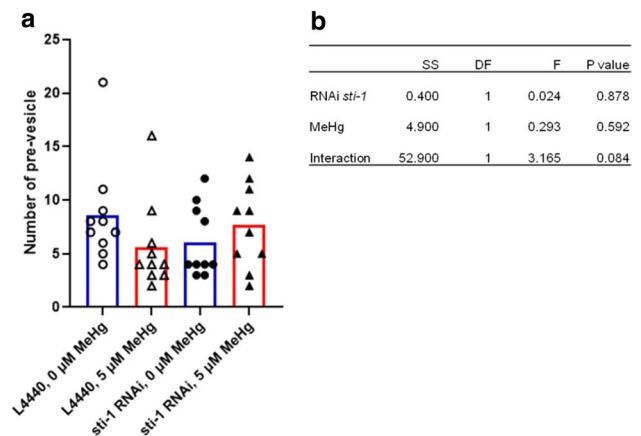 a
Number of pre-vesicle
25
20
15
10
5
0
L4440, 0 µM MeHg
L4440, 5 µM MeHg
sti-1 RNAi, 0 µM MeHg
sti-1 RNAi, 5 µM MeHg
b
SS DF F P value
RNAi sti-1 0.400 1 0.024 0.878
MeHg 4.900 1 0.293 0.592
Interaction 52.900 1 3.165 0.084